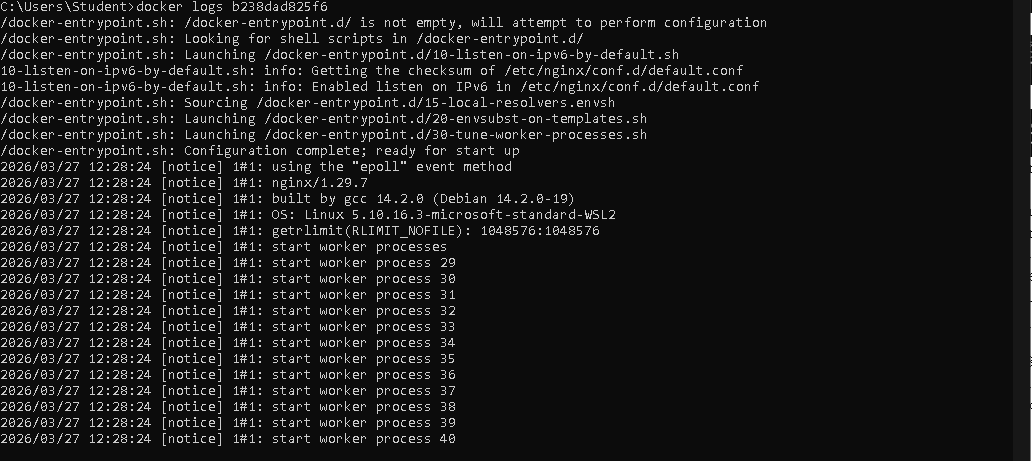 C:\Users\Student>docker logs b238dad825f6
/docker-entrypoint.sh: /docker-entrypoint.d/ is not empty, will attempt to perform configuration
/docker-entrypoint.sh: Looking for shell scripts in /docker-entrypoint.d/
/docker-entrypoint.sh: Launching /docker-entrypoint.d/10-listen-on-ipv6-by-default.sh
10-listen-on-ipv6-by-default.sh: info: Getting the checksum of /etc/nginx/conf.d/default.conf
10-listen-on-ipv6-by-default.sh: info: Enabled listen on IPv6 in /etc/nginx/conf.d/default.conf
/docker-entrypoint.sh: Sourcing /docker-entrypoint.d/15-local-resolvers.envsh
/docker-entrypoint.sh: Launching /docker-entrypoint.d/20-envsubst-on-templates.sh
/docker-entrypoint.sh: Launching /docker-entrypoint.d/30-tune-worker-processes.sh
/docker-entrypoint.sh: Configuration complete; ready for start up
2026/03/27 12:28:24 [notice] 1#1: using the "epoll" event method
2026/03/27 12:28:24 [notice] 1#1: nginx/1.29.7
2026/03/27 12:28:24 [notice] 1#1: built by gcc 14.2.0 (Debian 14.2.0-19)
2026/03/27 12:28:24 [notice] 1#1: OS: Linux 5.10.16.3-microsoft-standard-WSL2
2026/03/27 12:28:24 [notice] 1#1: getrlimit(RLIMIT_NOFILE): 1048576:1048576
2026/03/27 12:28:24 [notice] 1#1: start worker processes
2026/03/27 12:28:24 [notice] 1#1: start worker process 29
2026/03/27 12:28:24 [notice] 1#1: start worker process 30
2026/03/27 12:28:24 [notice] 1#1: start worker process 31
2026/03/27 12:28:24 [notice] 1#1: start worker process 32
2026/03/27 12:28:24 [notice] 1#1: start worker process 33
2026/03/27 12:28:24 [notice] 1#1: start worker process 34
2026/03/27 12:28:24 [notice] 1#1: start worker process 35
2026/03/27 12:28:24 [notice] 1#1: start worker process 36
2026/03/27 12:28:24 [notice] 1#1: start worker process 37
2026/03/27 12:28:24 [notice] 1#1: start worker process 38
2026/03/27 12:28:24 [notice] 1#1: start worker process 39
2026/03/27 12:28:24 [notice] 1#1: start worker process 40